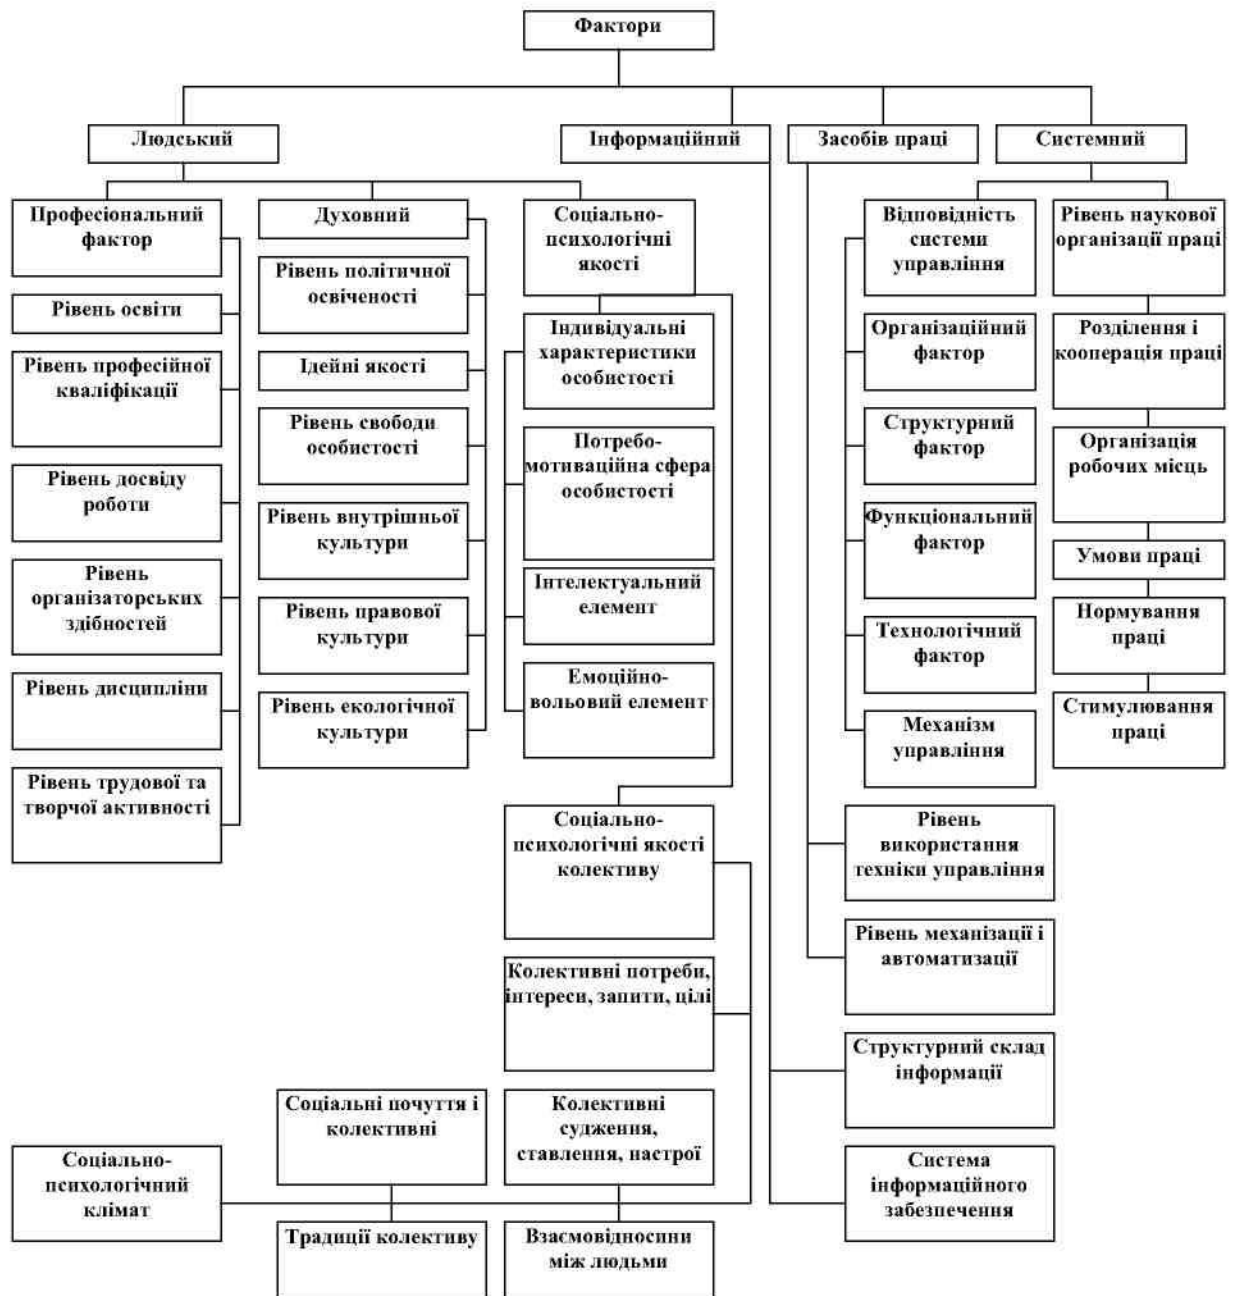 Фактори
Людський
Інформаційний
Засобів праці
Системний
Професіональний
фактор
Рівень освіти
Рівень професійної
кваліфікації
Рівень досвіду
роботи
Рівень
організаторських
здібностей
Рівень дисципліни
Рівень трудової та
творчої активності
Духовний
Рівень політичної
освіченості
Ідейні якості
Рівень свободи
особистості
Рівень внутрішньої
культури
Рівень правової
культури
Рівень екологічної
культури
Соціально-
психологічні
якості
Індивідуальні
характеристики
особистості
Потребо-
мотиваційна сфера
особистості
Інтелектуальний
елемент
Емоційно-
вольовий елемент
Соціально-
психологічні якості
колективу
Колективні потреби,
інтереси, запити, цілі
Соціальні почуття і
колективні
Колективні
судження,
ставлення, настрої
Соціально-
психологічний
клімат
Традиції колективу
Взаємовідносини
між людьми
Відповідність
системи
управління
Організаційний
фактор
Структурний
фактор
Функціональний
фактор
Технологічний
фактор
Механізм
управління
Рівень наукової
організації праці
Розділення і
кооперація праці
Організація
робочих місць
Умови праці
Нормування
праці
Стимулювання
праці
Рівень
використання
техніки управління
Рівень механізації і
автоматизації
Структурний склад
інформації
Система
інформаційного
забезпечення